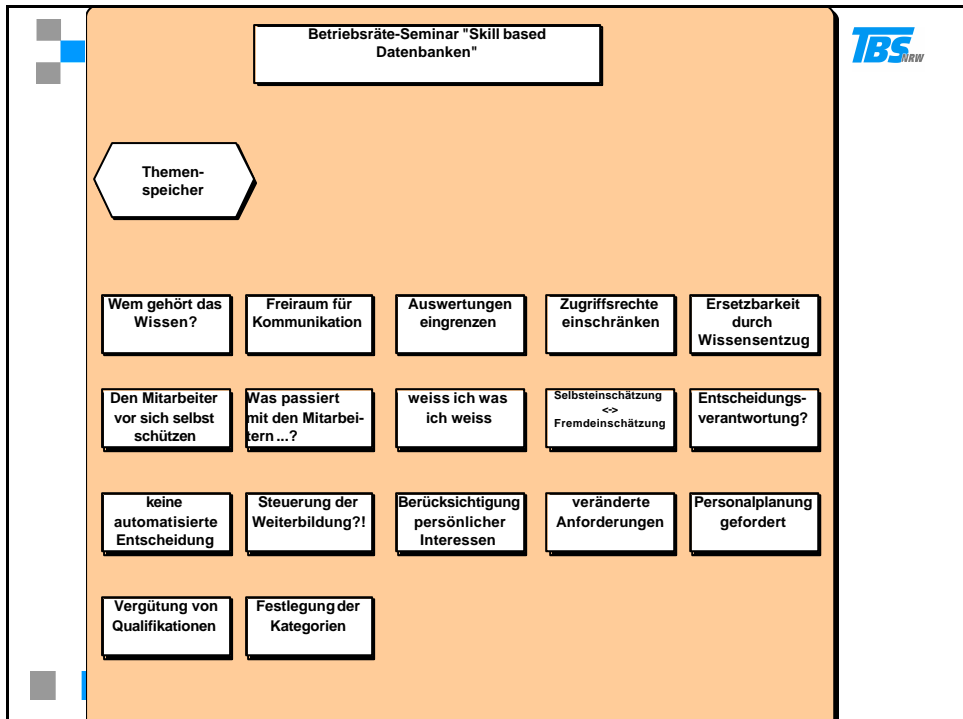 Betriebsräte-Seminar "Skill based
Datenbanken"
TBS NRW
Themen-
speicher
Wem gehört das
Wissen?
Freiraum für
Kommunikation
Auswertungen
eingrenzen
Zugriffsrechte
einschränken
Ersetzbarkeit
durch
Wissensentzug
Den Mitarbeiter
vor sich selbst
schützen
Was passiert
mit den Mitarbei-
tern ...?
weiss ich was
ich weiss
Selbsteinschätzung
<->
Fremdeinschätzung
Entscheidungs-
verantwortung?
keine
automatisierte
Entscheidung
Steuerung der
Weiterbildung?!
Berücksichtigung
persönlicher
Interessen
veränderte
Anforderungen
Personalplanung
gefordert
Vergütung von
Qualifikationen
Festlegung der
Kategorien